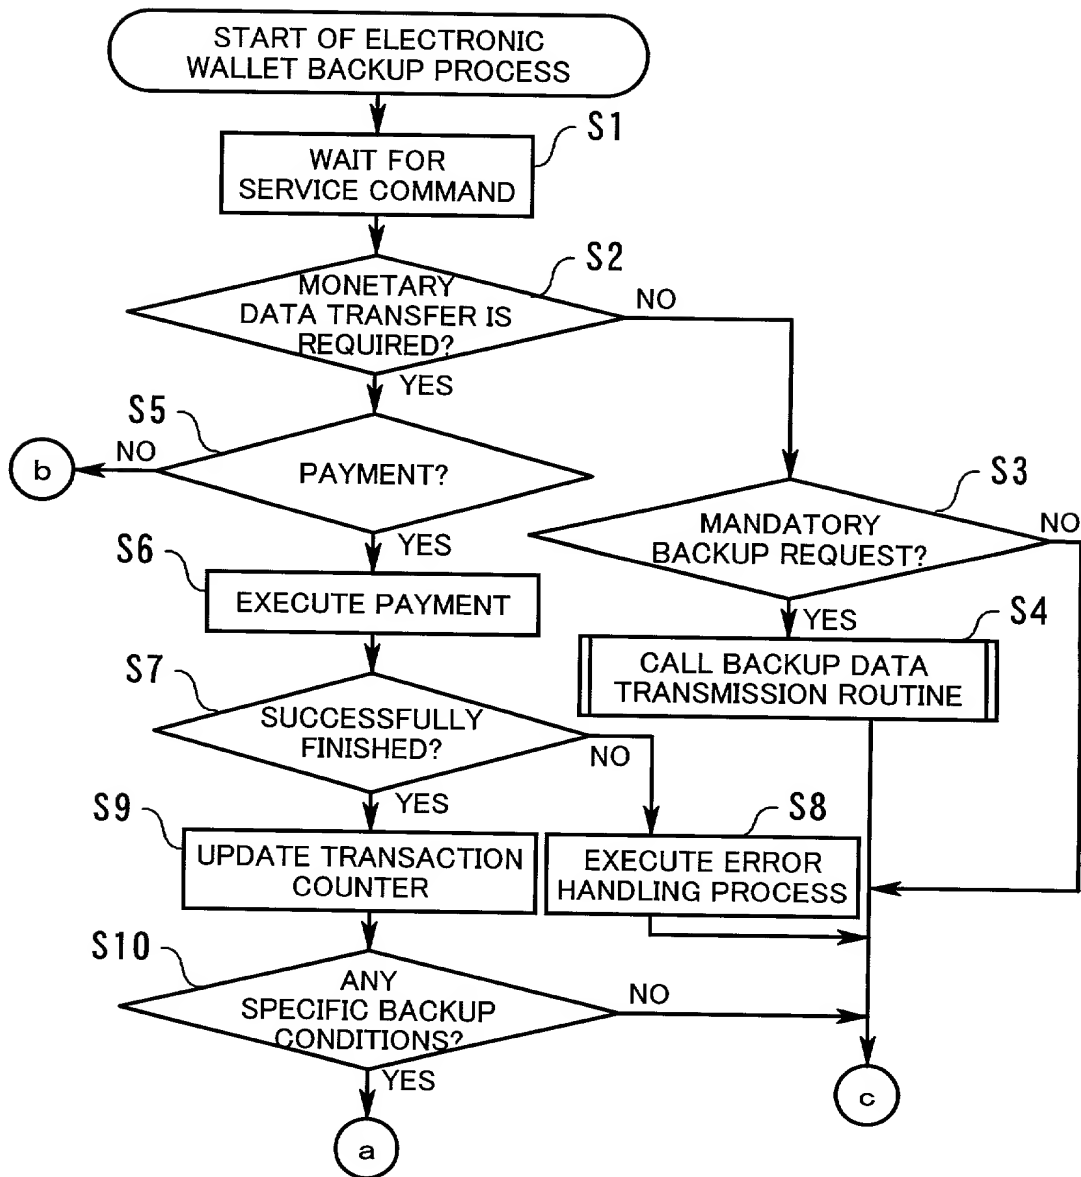 START OF ELECTRONIC
WALLET BACKUP PROCESS
S1
WAIT FOR
SERVICE COMMAND
S2
MONETARY
DATA TRANSFER IS
REQUIRED?
NO
YES
S5
NO
b
PAYMENT?
YES
S3
MANDATORY
BACKUP REQUEST?
NO
YES
S6
EXECUTE PAYMENT
S4
CALL BACKUP DATA
TRANSMISSION ROUTINE
S7
SUCCESSFULLY
FINISHED?
NO
YES
S9
UPDATE TRANSACTION
COUNTER
S8
EXECUTE ERROR
HANDLING PROCESS
S10
ANY
SPECIFIC BACKUP
CONDITIONS?
NO
YES
c
a